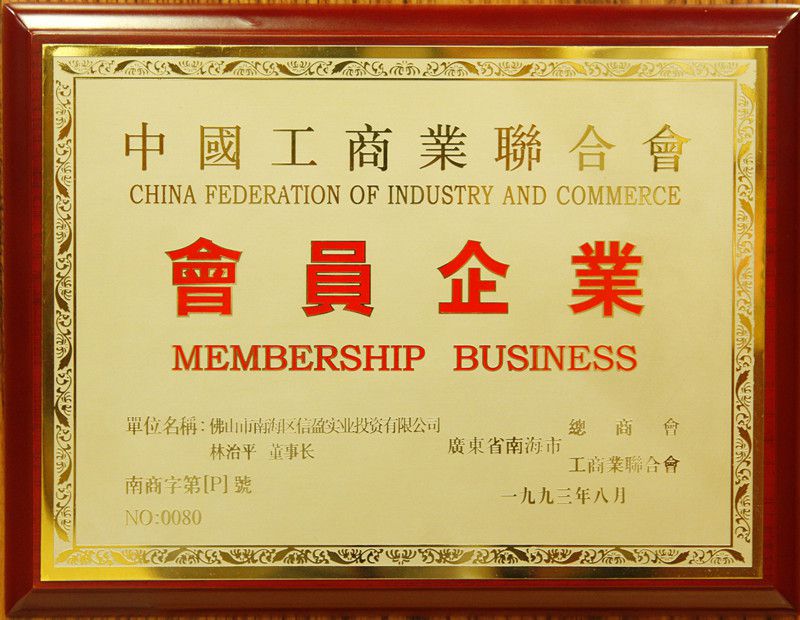 中國工商業聯合會
CHINA FEDERATION OF INDUSTRY AND COMMERCE
會員企業
MEMBERSHIP BUSINESS
單位名稱：佛山市南海区信盈实业投资有限公司
林治平 董事长
南商字第[P]號
NO:0080
廣東省南海市
總商會
工商業聯合會
一九九三年八月